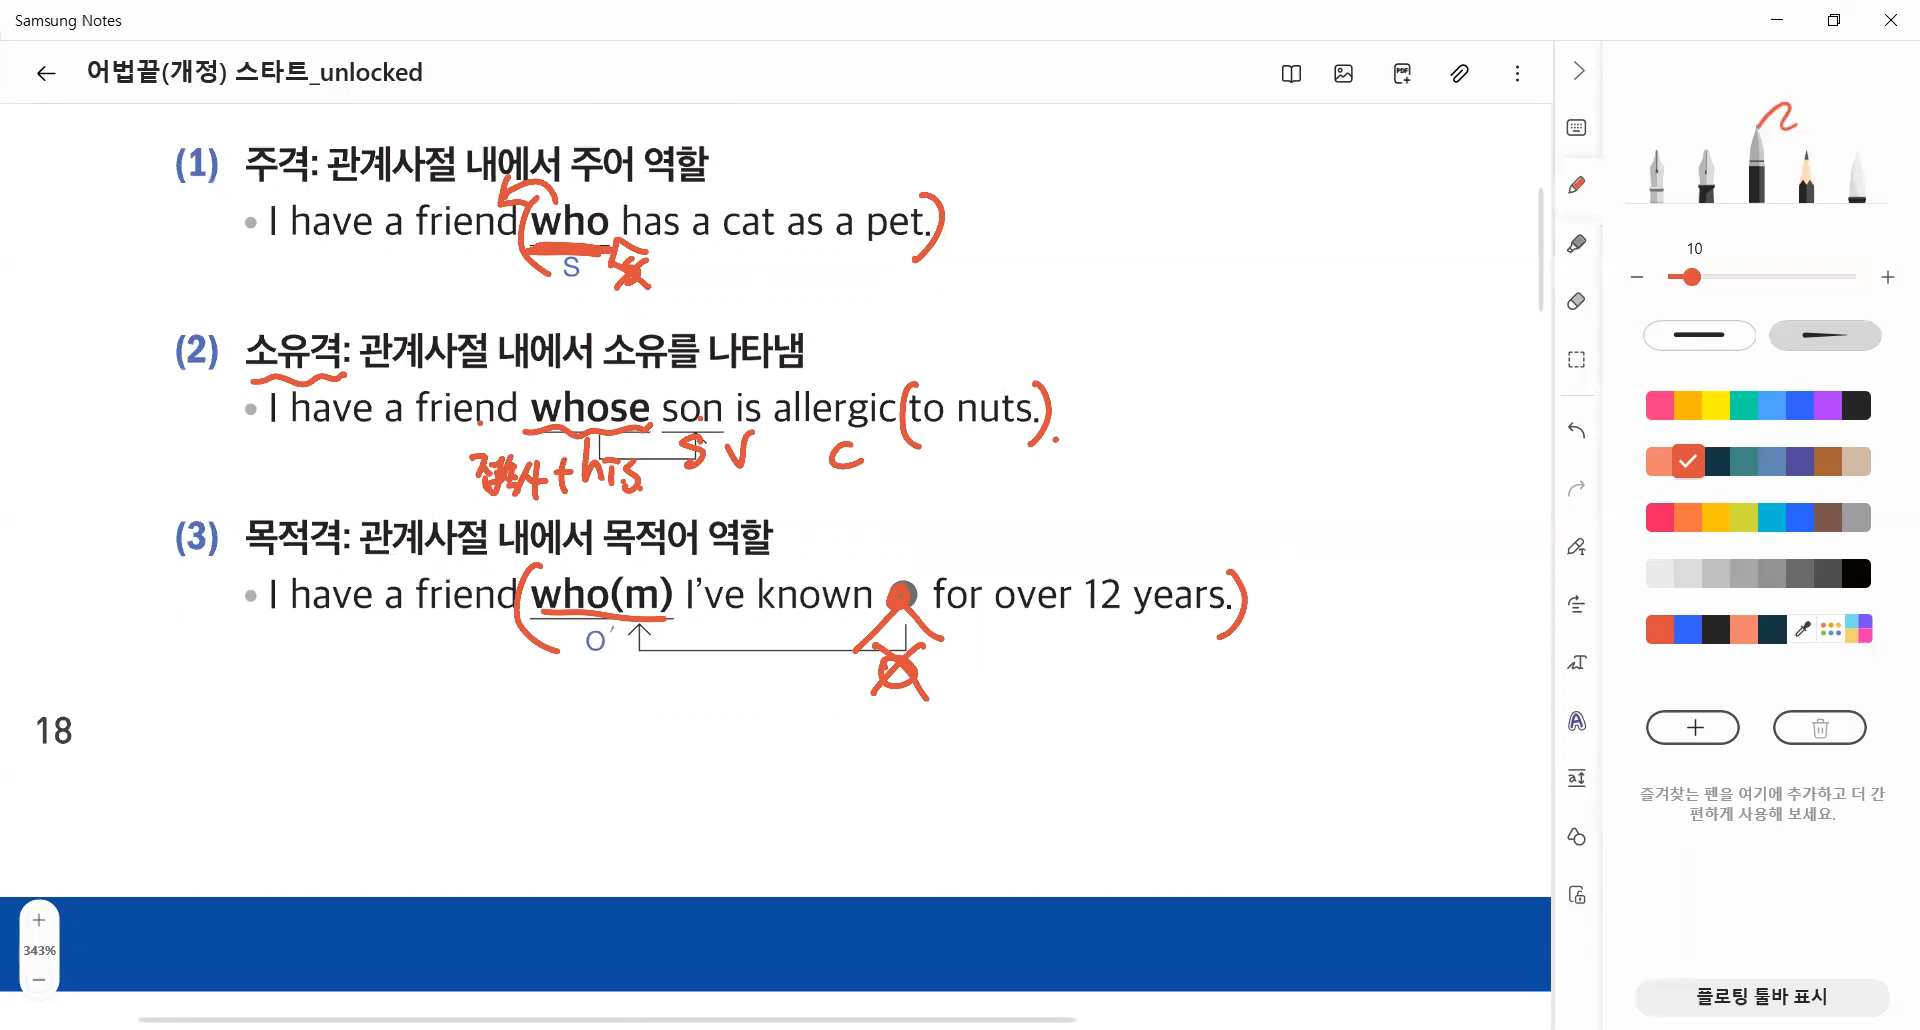 Samsung Notes
어법끝(개정) 스타트_unlocked
(1) 주격: 관계사절 내에서 주어 역할
I have a friend who has a cat as a pet.
S
(2) 소유격: 관계사절 내에서 소유를 나타냄
I have a friend whose son is allergic to nuts.
S V C
접속사 + his
(3) 목적격: 관계사절 내에서 목적어 역할
I have a friend who(m) I've known for over 12 years.
O′
18
343%
PDF
10
즐겨찾는 펜을 여기에 추가하고 더 간
편하게 사용해 보세요.
플로팅 툴바 표시